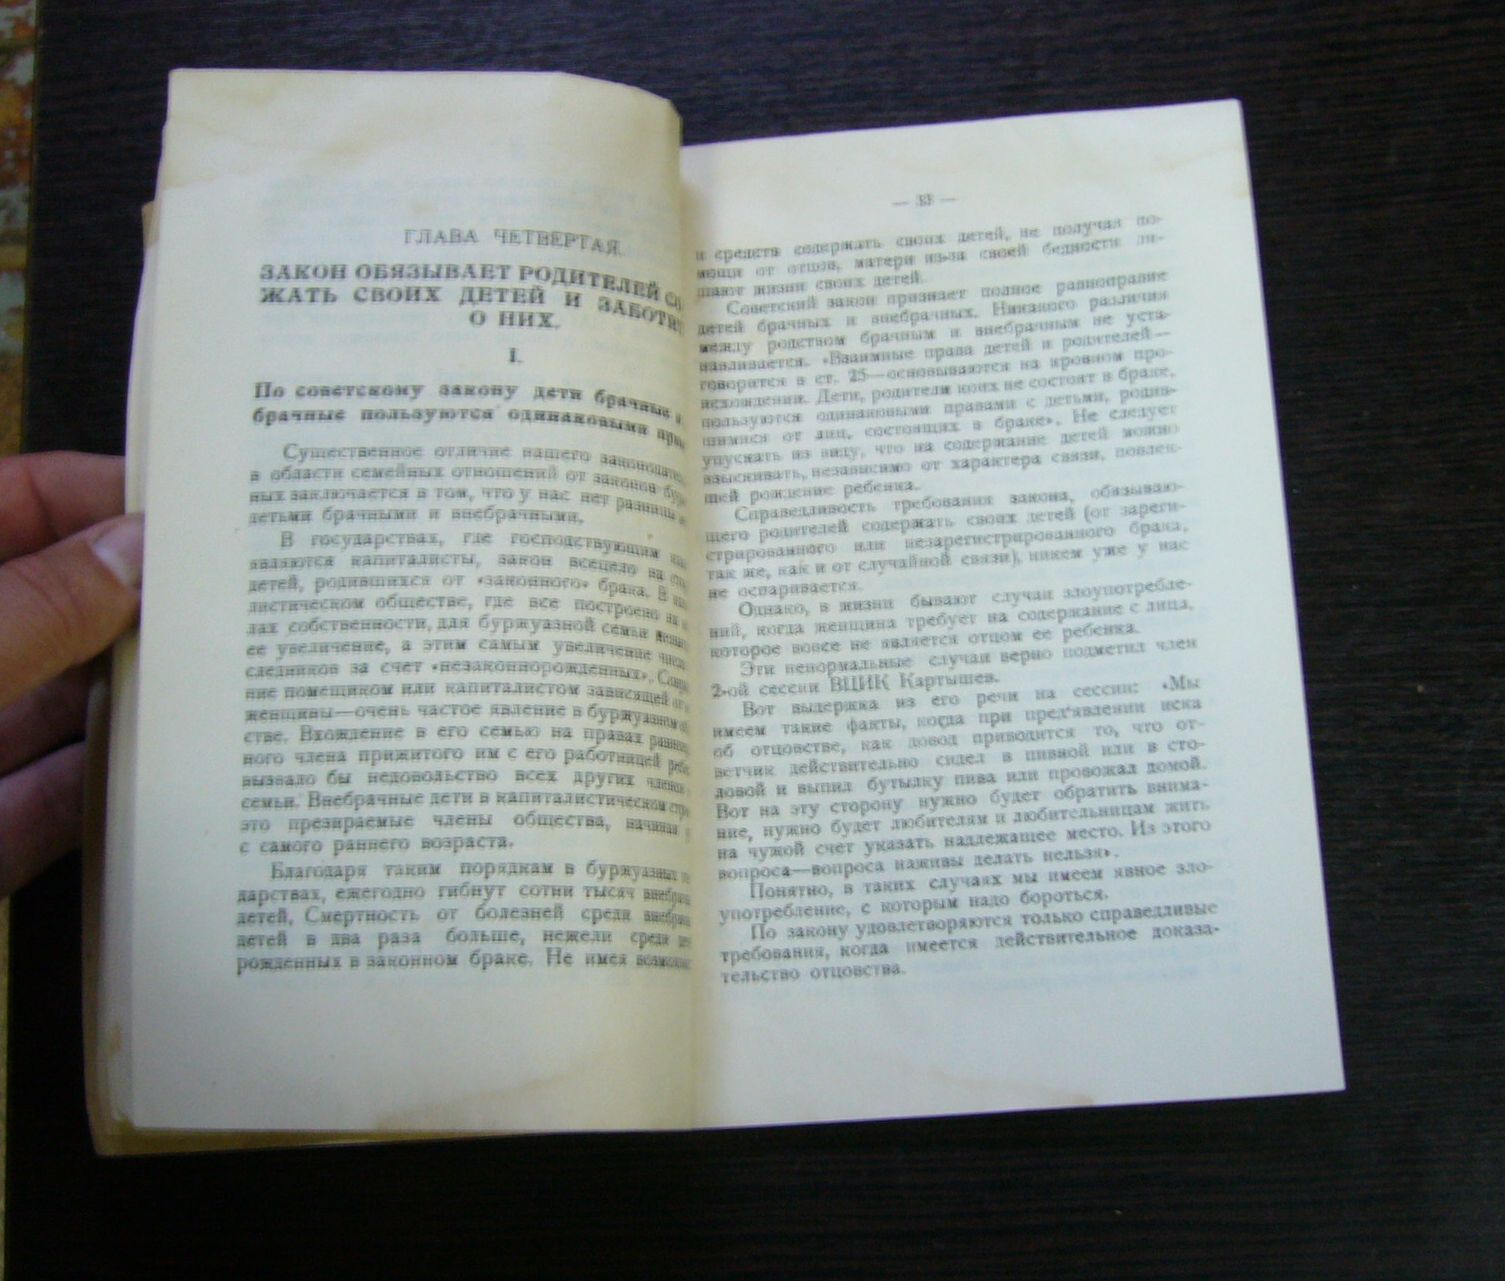 ГЛАВА ЧЕТВЕРТАЯ.
ЗАКОН ОБЯЗЫВАЕТ РОДИТЕЛЕЙ СО
ЖАТЬ СВОИХ ДЕТЕЙ И ЗАБОТИТ
О НИХ.
I.
По советскому закону дети брачные и
брачные пользуются одинаковыми прав
Существенное отличие нашего законодател
в области семейных отношений от законов бур
ных заключается в том, что у нас нет разницы
детьми брачными и внебрачными.
В государствах, где господствующим
являются капиталисты, закон всецело на
детей, родившихся от «законного» брака. В
листическом обществе, где все построено на
лах собственности, для буржуазной семьи
ее увеличение, а этим самым увеличение
следников за счет «незаконнорожденных».
ние помещиком или капиталистом зависящей от
женщины—очень частое явление в буржуазном
стве. Вхождение в его семью на правах
ного члена прижитого им с его работницей
вызвало бы недовольство всех других
семьи. Внебрачные дети в капиталистическом
это презираемые члены общества, начиная
с самого раннего возраста.
Благодаря таким порядкам в буржуазных
дарствах, ежегодно гибнут сотни тысяч внебрач
детей. Смертность от болезней среди внебрач
детей в два раза больше, нежели среди
рожденных в законном браке. Не имея возможн
— 33 —
и средств содержать своих детей, не получая по-
мощи от отцов, матери из-за своей бедности ли-
шают жизни своих детей.
Советский закон признает полное равноправие
детей брачных и внебрачных. Никакого различия
между родством брачным и внебрачным не уста-
навливается. «Взаимные права детей и родителей—
говорится в ст. 25—основываются на кровном про-
исхождении. Дети, родители коих не состоят в браке,
пользуются одинаковыми правами с детьми, родив-
шимися от лиц, состоящих в браке». Не следует
упускать из виду, что на содержание детей можно
взыскивать, независимо от характера связи, повлек-
шей рождение ребенка.
Справедливость требования закона, обязываю-
щего родителей содержать своих детей (от зареги-
стрированного или незарегистрированного брака,
так же, как и от случайной связи), никем уже у нас
не оспаривается.
Однако, в жизни бывают случаи злоупотребле-
ний, когда женщина требует на содержание с лица,
которое вовсе не является отцом ее ребенка.
Эти ненормальные случаи верно подметил член
2-ой сессии ВЦИК Картышев.
Вот выдержка из его речи на сессии: «Мы
имеем такие факты, когда при пред'явлении иска
об отцовстве, как довод приводится то, что от-
ветчик действительно сидел в пивной или в сто-
ловой и выпил бутылку пива или провожал домой.
Вот на эту сторону нужно будет обратить внима-
ние, нужно будет любителям и любительницам жить
на чужой счет указать надлежащее место. Из этого
вопроса—вопроса наживы делать нельзя».
Понятно, в таких случаях мы имеем явное зло-
употребление, с которым надо бороться.
По закону удовлетворяются только справедливые
требования, когда имеется действительное доказа-
тельство отцовства.